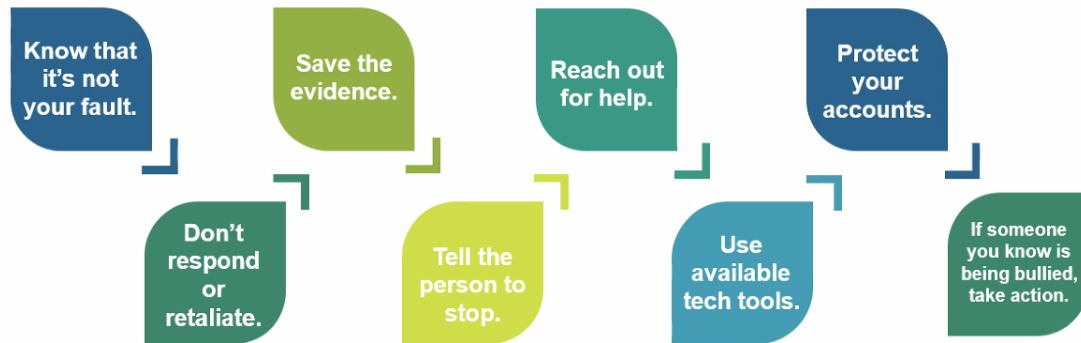 Know that
it's not
your fault.
Don't
respond
or
retaliate.
Save the
evidence.
Tell the
person to
stop.
Reach out
for help.
Use
available
tech tools.
Protect
your
accounts.
If someone
you know is
being bullied,
take action.